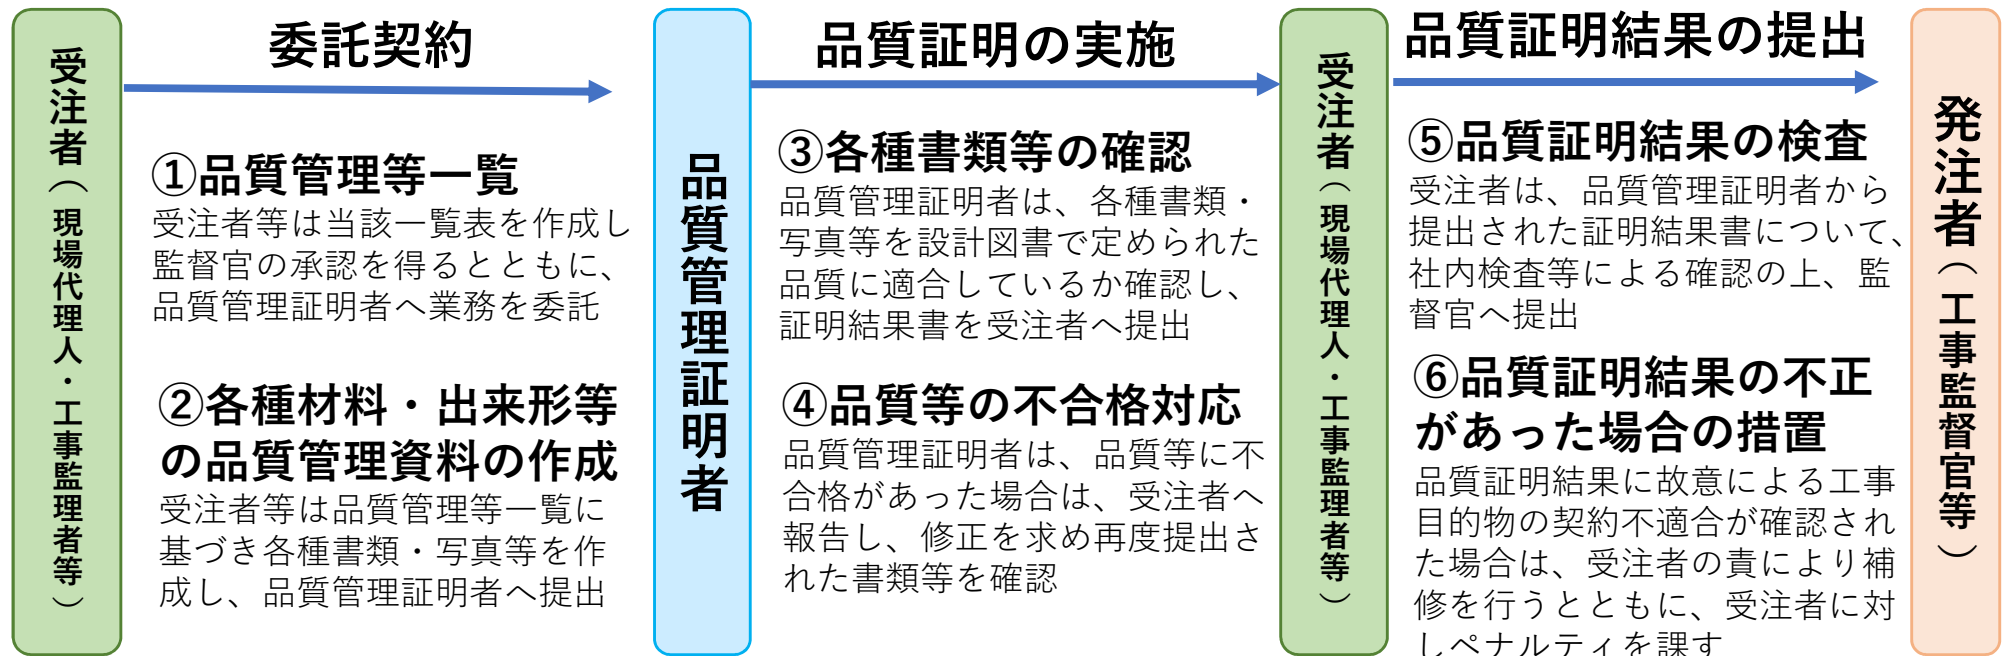 受注者（現場代理人・工事監理者等）
委託契約
①品質管理等一覧
受注者等は当該一覧表を作成し
監督官の承認を得るとともに、
品質管理証明者へ業務を委託
②各種材料・出来形等
の品質管理資料の作成
受注者等は品質管理等一覧に
基づき各種書類・写真等を作
成し、品質管理証明者へ提出
品質管理証明者
品質証明の実施
③各種書類等の確認
品質管理証明者は、各種書類・
写真等を設計図書で定められた
品質に適合しているか確認し、
証明結果書を受注者へ提出
④品質等の不合格対応
品質管理証明者は、品質等に不
合格があった場合は、受注者へ
報告し、修正を求め再度提出さ
れた書類等を確認
受注者（現場代理人・工事監理者等）
品質証明結果の提出
⑤品質証明結果の検査
受注者は、品質管理証明者から
提出された証明結果書について、
社内検査等による確認の上、監
督官へ提出
⑥品質証明結果の不正
があった場合の措置
品質証明結果に故意による工事
目的物の契約不適合が確認され
た場合は、受注者の責により補
修を行うとともに、受注者に対
しペナルティを課す
発注者（工事監督官等）